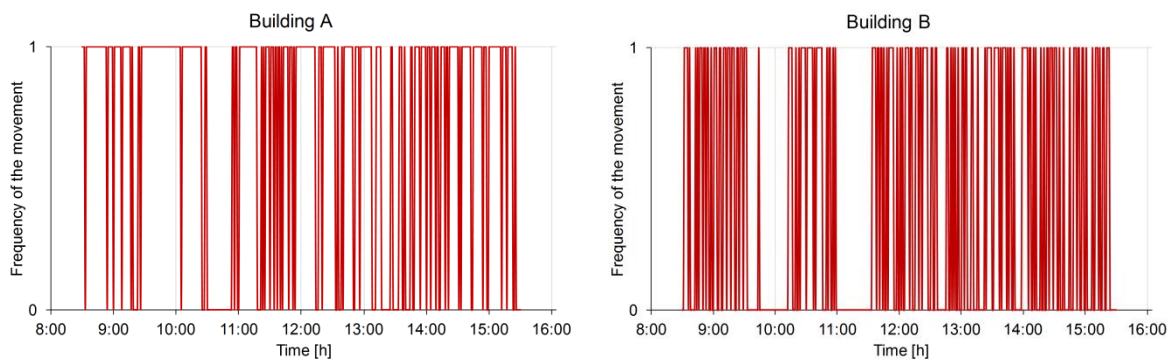 Building A
Frequency of the movement
1
0
8:00 9:00 10:00 11:00 12:00 13:00 14:00 15:00 16:00
Time [h]
Building B
Frequency of the movement
1
0
8:00 9:00 10:00 11:00 12:00 13:00 14:00 15:00 16:00
Time [h]